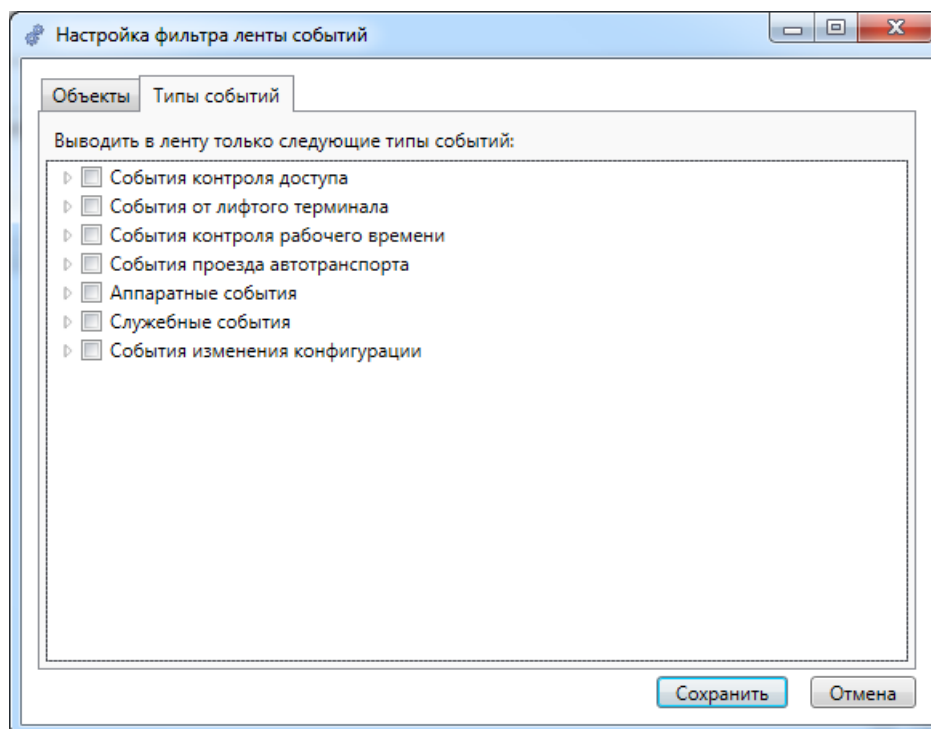 Настройка фильтра ленты событий
Объекты Типы событий
Выводить в ленту только следующие типы событий:
События контроля доступа
События от лифтого терминала
События контроля рабочего времени
События проезда автотранспорта
Аппаратные события
Служебные события
События изменения конфигурации
Сохранить Отмена